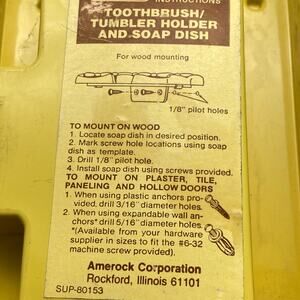 INSTRUCTIONS
TOOTHBRUSH/
TUMBLER HOLDER
AND SOAP DISH
For wood mounting
1/8" pilot holes
TO MOUNT ON WOOD
1. Locate soap dish in desired position.
2. Mark screw hole locations using soap
dish as template.
3. Drill 1/8" pilot hole.
4. Install soap dish using screws provided.
TO MOUNT ON PLASTER, TILE,
PANELING AND HOLLOW DOORS
1. When using plastic anchors pro-
vided, drill 3/16" diameter holes.
2. When using expandable wall an-
chors* drill 5/16" diameter holes.
*(Available from your hardware
supplier in sizes to fit the #6-32
machine screw provided).
Amerock Corporation
Rockford, Illinois 61101
SUP-80153